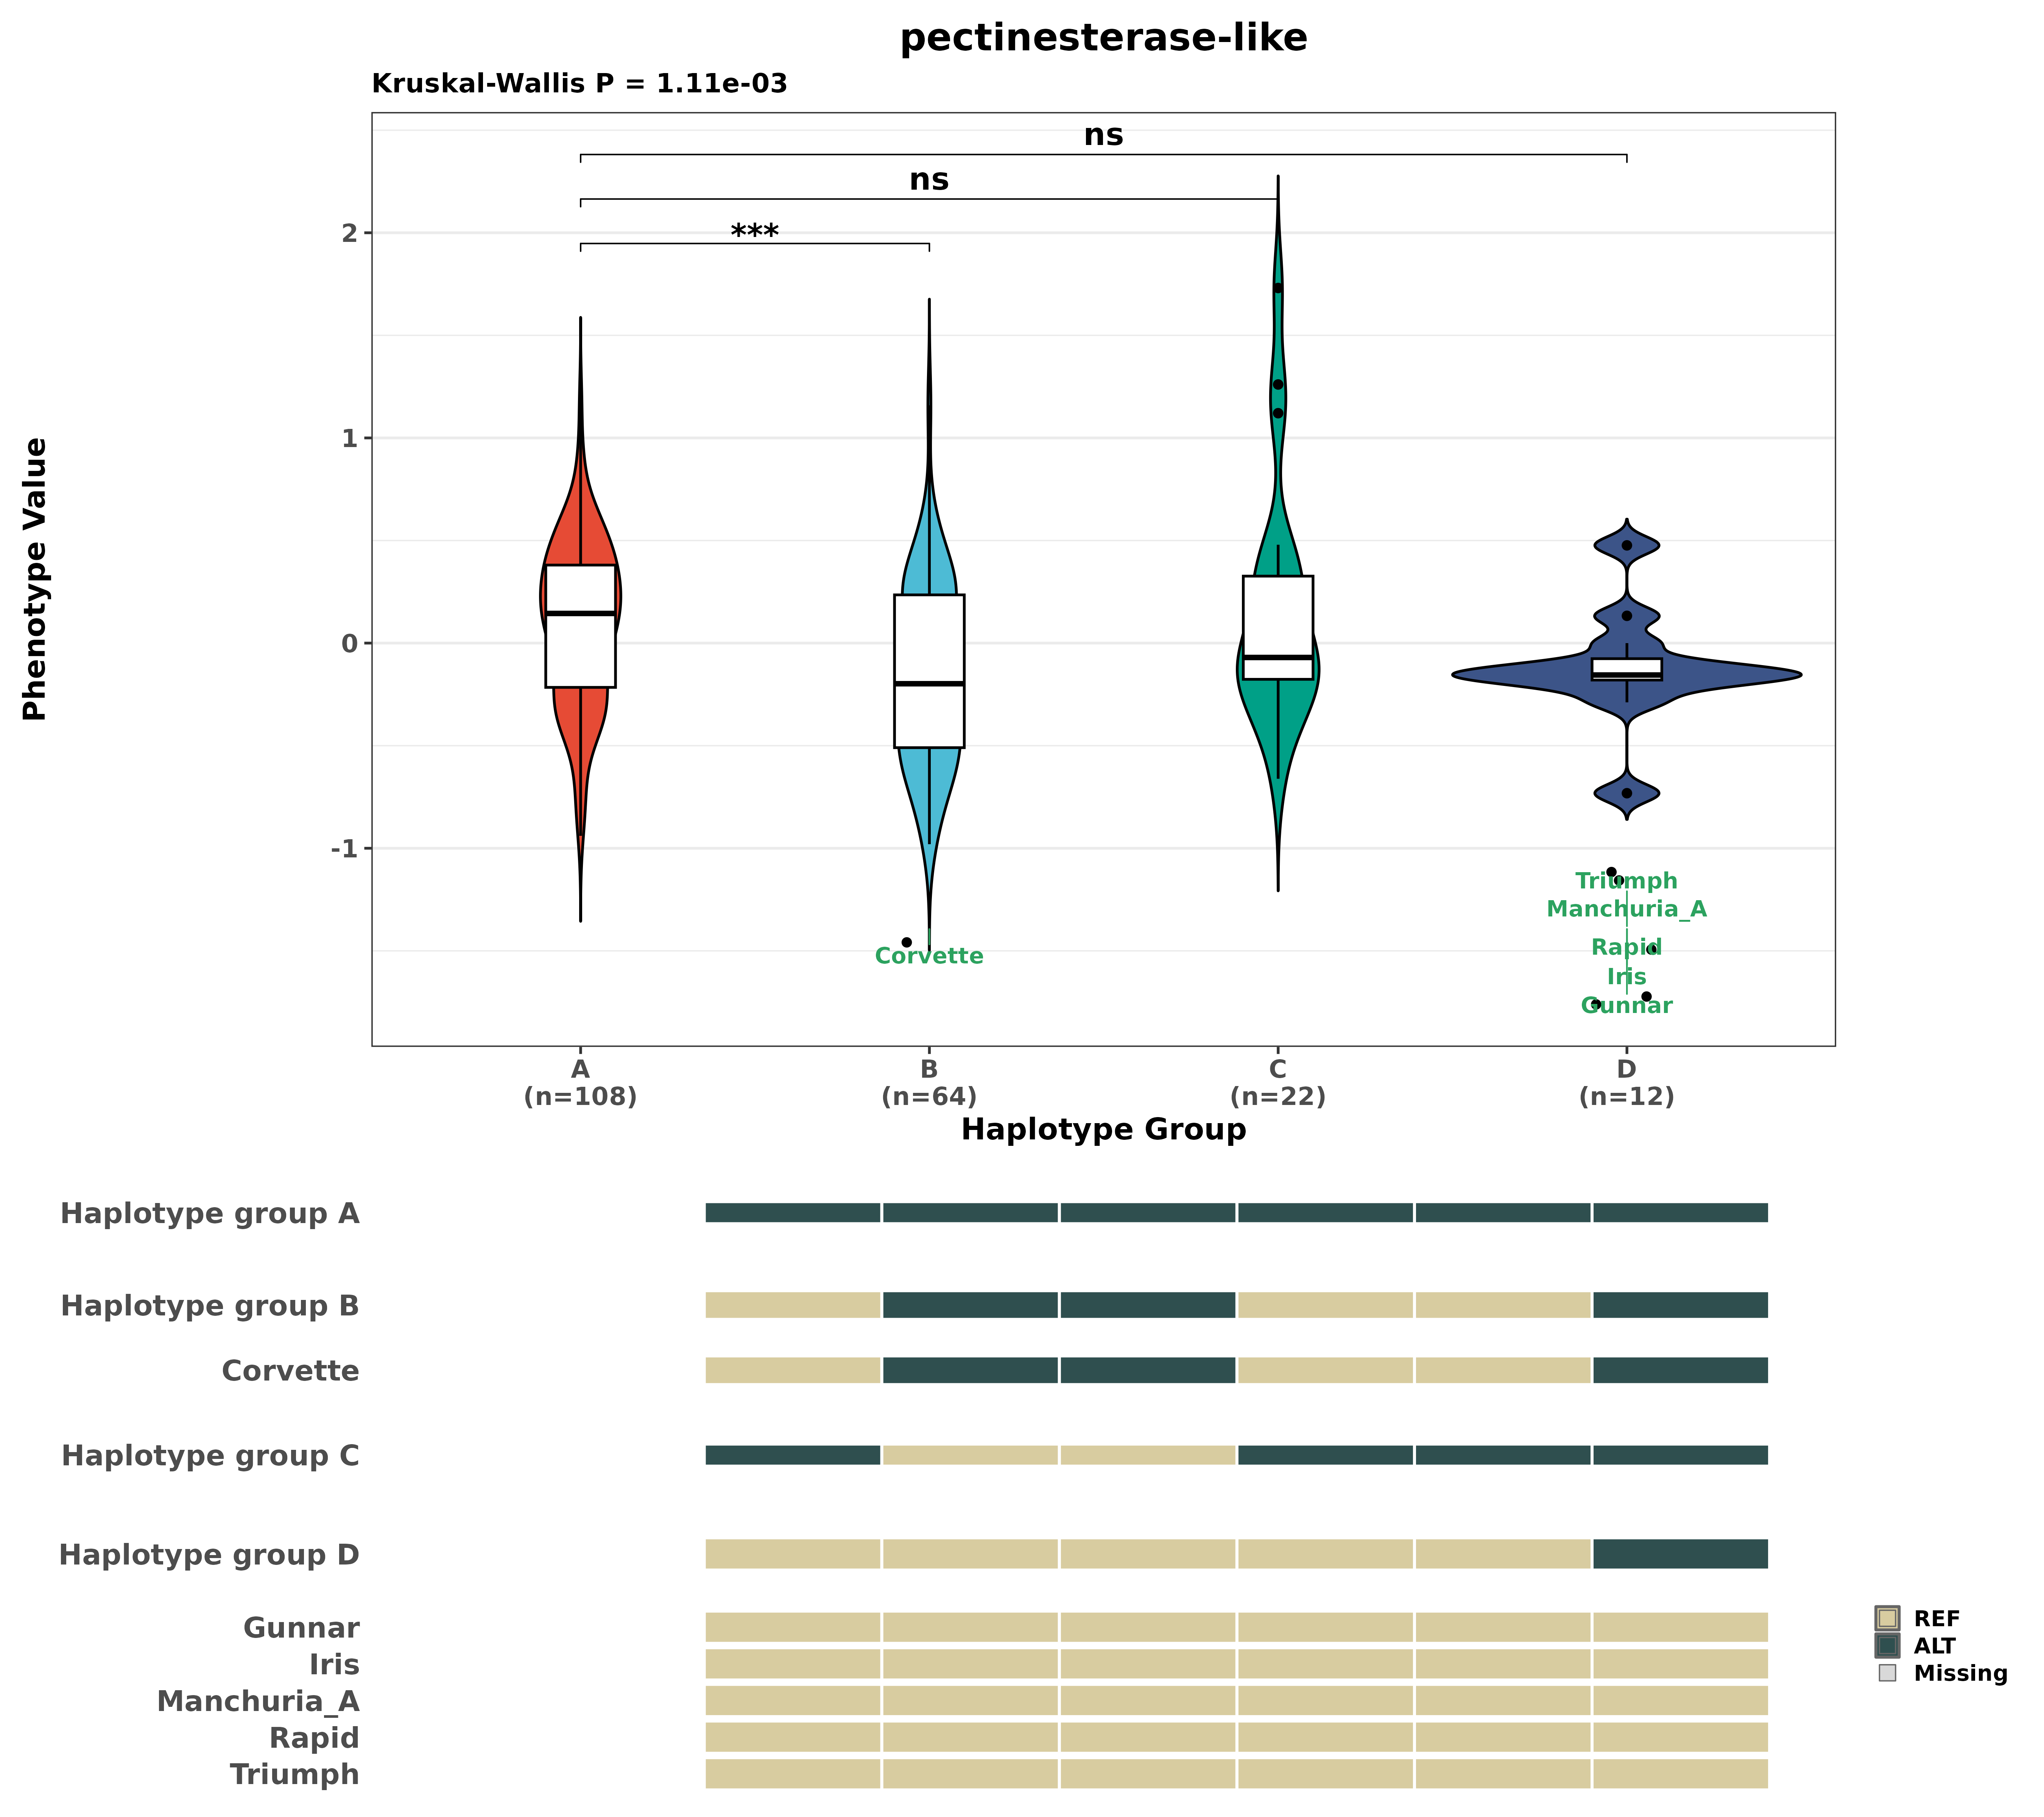 pectinesterase-like
Kruskal-Wallis P = 1.11e-03
ns
ns
***
2
1
0
-1
Phenotype Value
Triumph
Manchuria_A
Rapid
Iris
Gunnar
Corvette
A
(n=108)
B
(n=64)
C
(n=22)
D
(n=12)
Haplotype Group
Haplotype group A
Haplotype group B
Corvette
Haplotype group C
Haplotype group D
Gunnar
Iris
Manchuria_A
Rapid
Triumph
REF
ALT
Missing